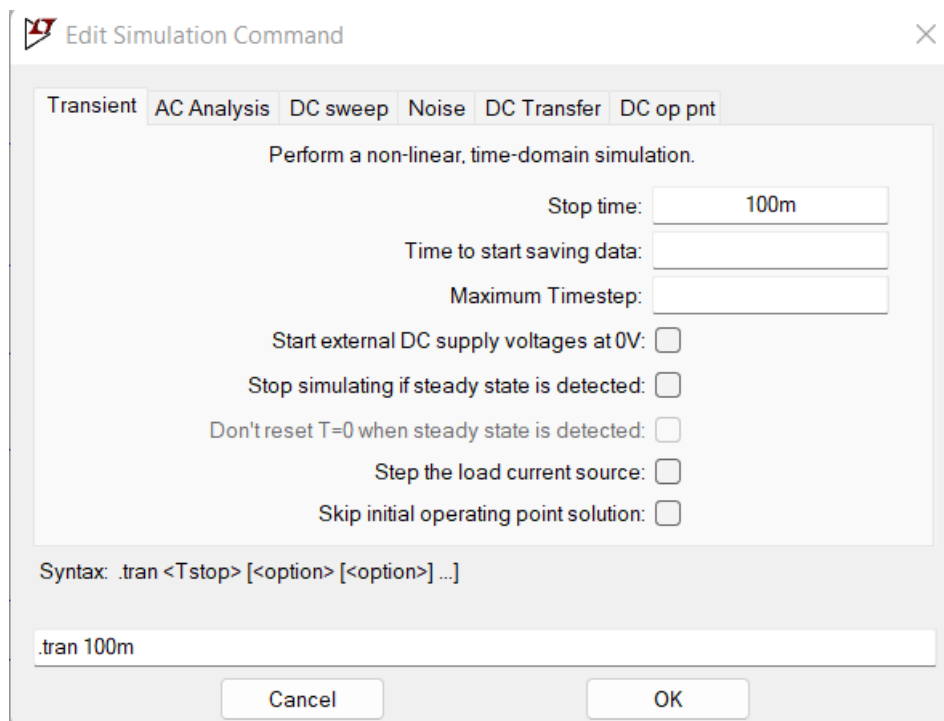 Edit Simulation Command
Transient AC Analysis DC sweep Noise DC Transfer DC op pnt
Perform a non-linear, time-domain simulation.
Stop time: 100m
Time to start saving data:
Maximum Timestep:
Start external DC supply voltages at 0V:
Stop simulating if steady state is detected:
Don't reset T=0 when steady state is detected:
Step the load current source:
Skip initial operating point solution:
Syntax: .tran <Tstop> [<option> [<option>] ...]
.tran 100m
Cancel OK